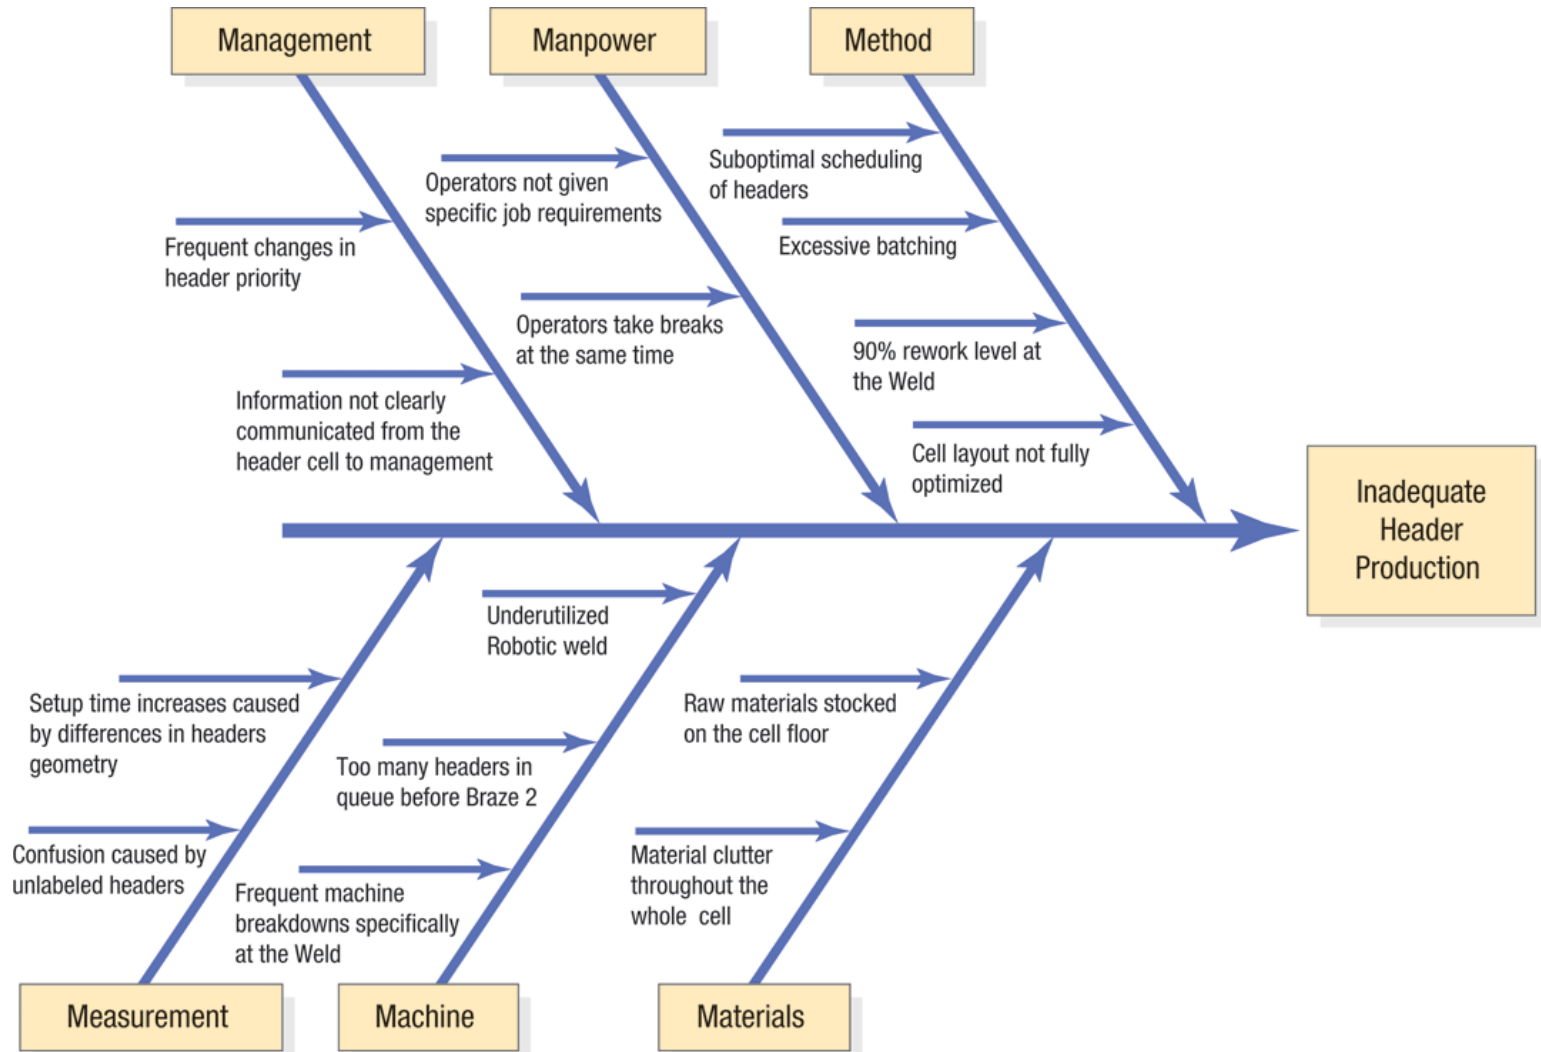 Management
Manpower
Method
Suboptimal scheduling
of headers
Operators not given
specific job requirements
Excessive batching
Frequent changes in
header priority
Operators take breaks
at the same time
90% rework level at
the Weld
Information not clearly
communicated from the
header cell to management
Cell layout not fully
optimized
Inadequate
Header
Production
Underutilized
Robotic weld
Setup time increases caused
by differences in headers
geometry
Raw materials stocked
on the cell floor
Too many headers in
queue before Braze 2
Confusion caused by
unlabeled headers
Material clutter
throughout the
whole cell
Frequent machine
breakdowns specifically
at the Weld
Measurement
Machine
Materials